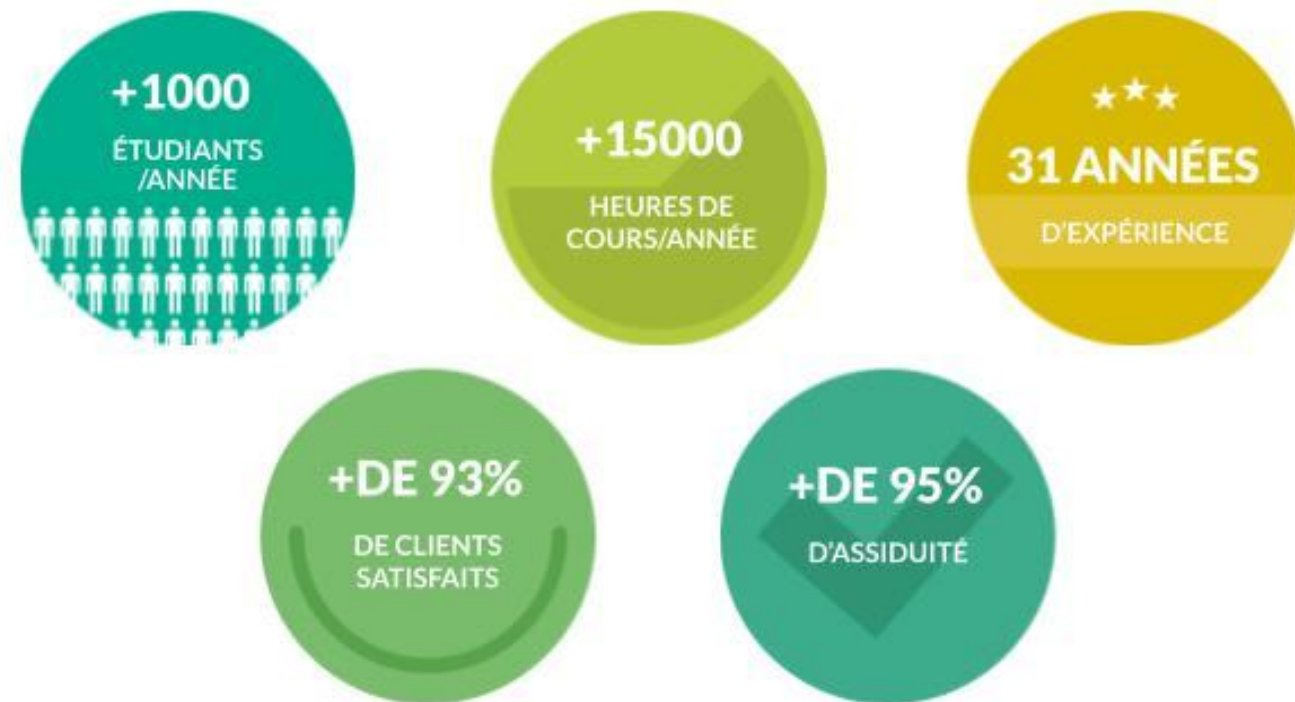 +1000
ÉTUDIANTS
/ANNÉE
+15000
HEURES DE
COURS/ANNÉE
31 ANNÉES
D'EXPÉRIENCE
+DE 93%
DE CLIENTS
SATISFAITS
+DE 95%
D'ASSIDUITÉ